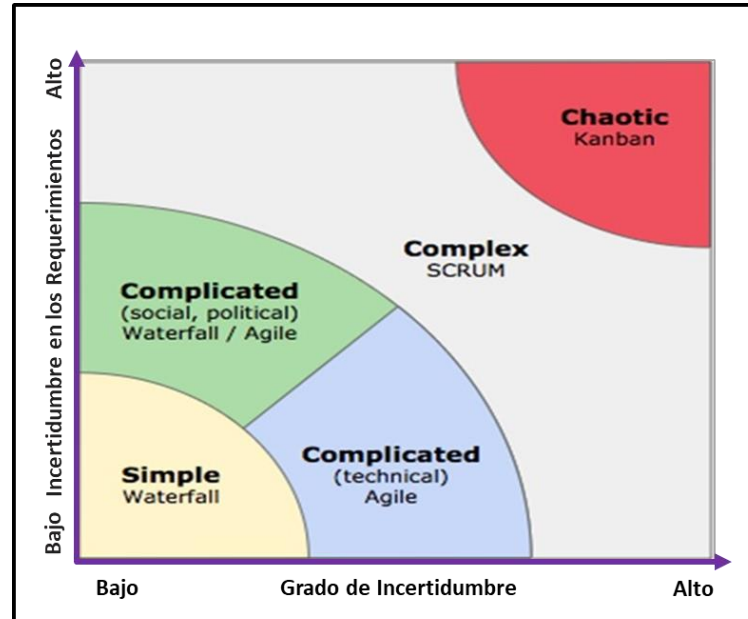 Alto
Incertidumbre en los Requerimientos
Bajo
Chaotic
Kanban
Complex
SCRUM
Complicated
(social, political)
Waterfall / Agile
Complicated
(technical)
Agile
Simple
Waterfall
Bajo
Grado de Incertidumbre
Alto